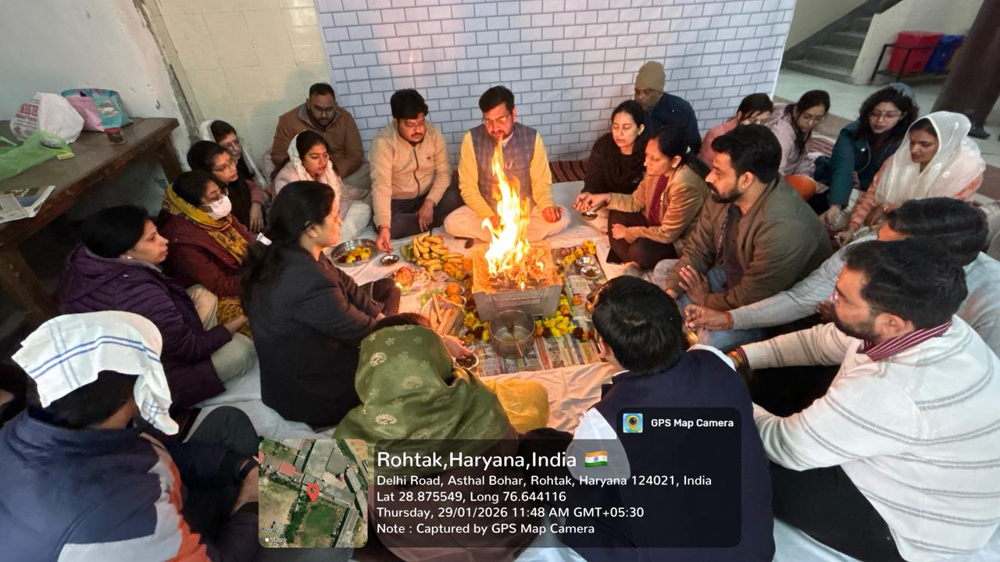 GPS Map Camera
Rohtak,Haryana,India 🇮🇳
Delhi Road, Asthal Bohar, Rohtak, Haryana 124021, India
Lat 28.875549, Long 76.644116
Thursday, 29/01/2026 11:48 AM GMT+05:30
Note : Captured by GPS Map Camera
Maps